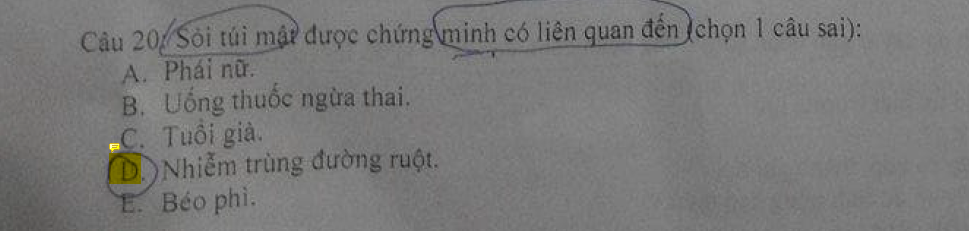 Câu 20: Sỏi túi mật được chứng minh có liên quan đến (chọn 1 câu sai):
A. Phái nữ.
B. Uống thuốc ngừa thai.
C. Tuổi già.
D. Nhiễm trùng đường ruột.
E. Béo phì.